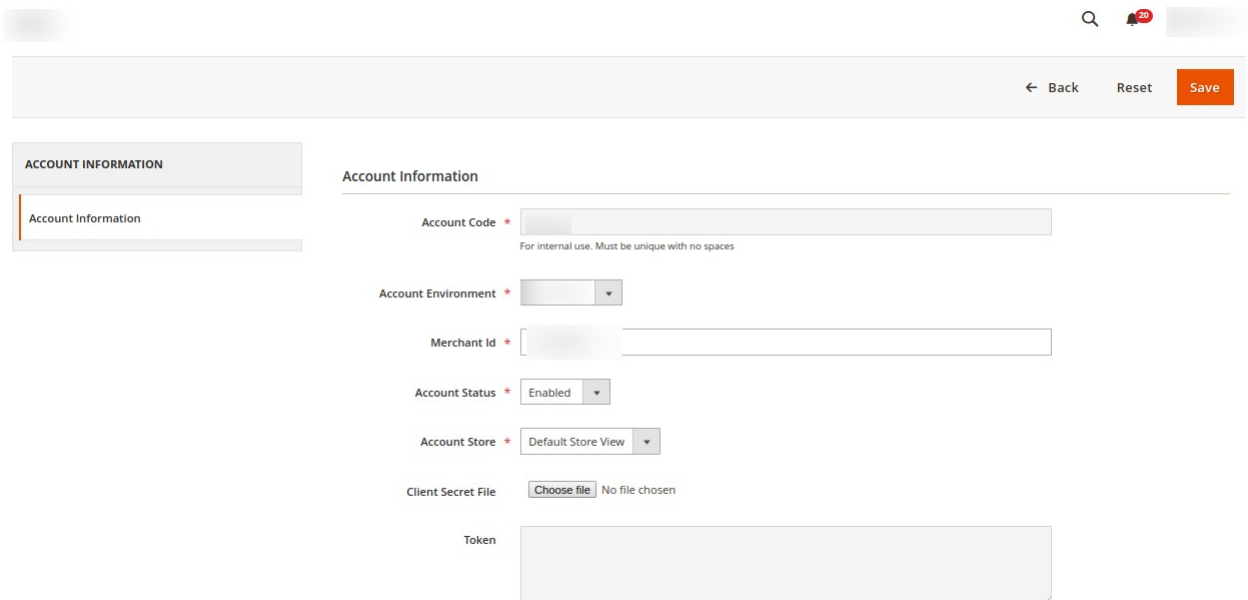 20
← Back Reset Save
ACCOUNT INFORMATION
Account Information
Account Information
Account Code *
For internal use. Must be unique with no spaces
Account Environment *
Merchant Id *
Account Status * Enabled
Account Store * Default Store View
Client Secret File Choose file No file chosen
Token